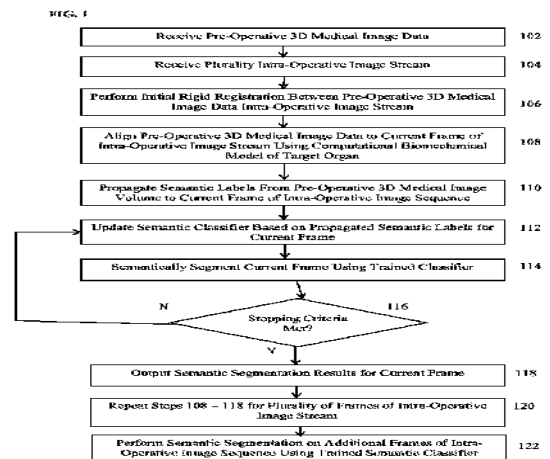 FIG. 1
Receive Pre-Operative 3D Medical Image Data
102
Receive Plurality Intra-Operative Image Stream
104
Perform Initial Rigid Registration Between Pre-Operative 3D Medical
Image Data Intra-Operative Image Stream
106
Align Pre-Operative 3D Medical Image Data to Current Frame of
Intra-Operative Image Stream Using Computational Biomechanical
Model of Target Organ
108
Propagate Semantic Labels From Pre-Operative 3D Medical Image
Volume to Current Frame of Intra-Operative Image Sequence
110
Update Semantic Classifier Based on Propagated Semantic Labels for
Current Frame
112
Semantically Segment Current Frame Using Trained Classifier
114
N
116
Stopping Criteria
Met?
Y
Output Semantic Segmentation Results for Current Frame
118
Repeat Steps 108 – 118 for Plurality of Frames of Intra-Operative
Image Stream
120
Perform Semantic Segmentation on Additional Frames of Intra-
Operative Image Sequence Using Trained Semantic Classifier
122